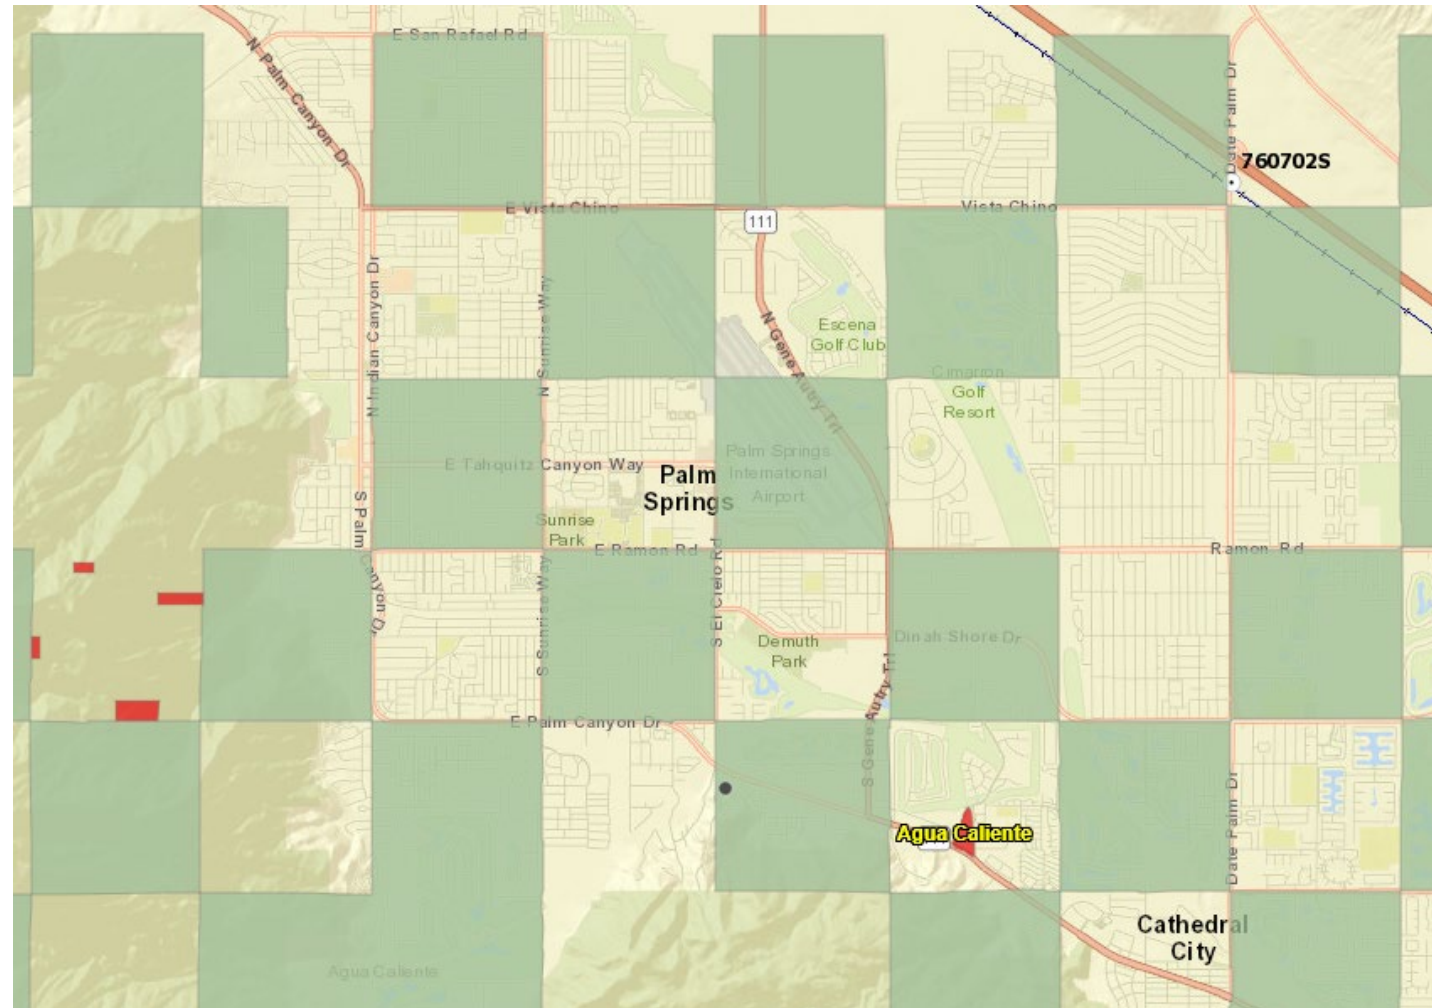 E San Rafael Rd
N Palm Canyon Dr
Date Palm Dr
760702S
E Vista Chino
Vista Chino
111
N Indian Canyon Dr
N Sunrise Way
N Gene Autry Trl
Escena
Golf Club
Cimarron
Golf
Resort
E Tahquitz Canyon Way
Palm
Springs
Palm Springs
International
Airport
Sunrise
Park
S Palm Canyon Dr
E Ramon Rd
Ramon Rd
S Sunrise Way
S El Cielo Rd
Demuth
Park
Dinah Shore Dr
S Gene Autry Trl
E Palm Canyon Dr
Agua Caliente
Date Palm Dr
Cathedral
City
Agua Caliente